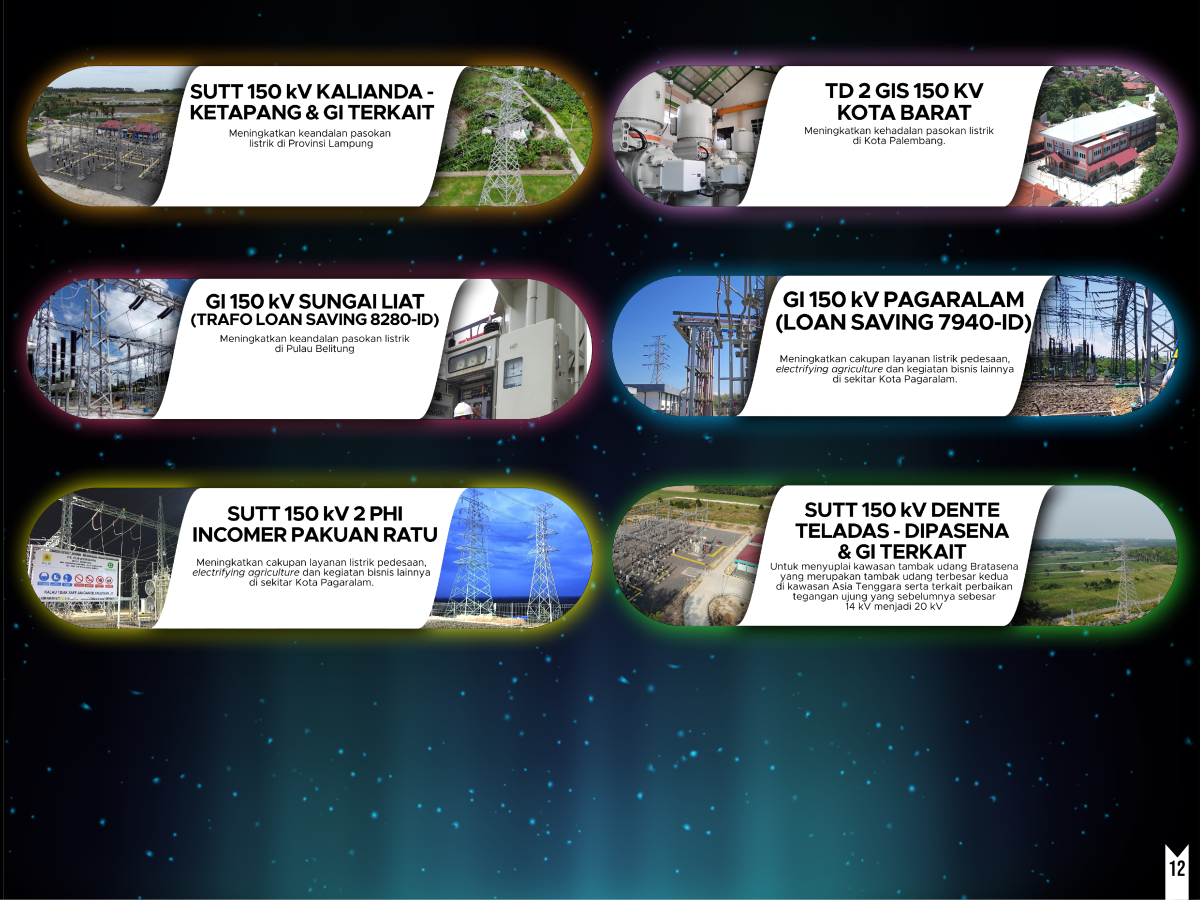 SUTT 150 kV KALIANDA -
KETAPANG & GI TERKAIT
Meningkatkan keandalan pasokan
listrik di Provinsi Lampung
TD 2 GIS 150 KV
KOTA BARAT
Meningkatkan kehadalan pasokan listrik
di Kota Palembang.
GI 150 kV SUNGAI LIAT
(TRAFO LOAN SAVING 8280-ID)
Meningkatkan keandalan pasokan listrik
di Pulau Belitung
GI 150 kV PAGARALAM
(LOAN SAVING 7940-ID)
Meningkatkan cakupan layanan listrik pedesaan,
electrifying agriculture dan kegiatan bisnis lainnya
di sekitar Kota Pagaralam.
SUTT 150 kV 2 PHI
INCOMER PAKUAN RATU
Meningkatkan cakupan layanan listrik pedesaan,
electrifying agriculture dan kegiatan bisnis lainnya
di sekitar Kota Pagaralam.
SUTT 150 kV DENTE
TELADAS - DIPASENA
& GI TERKAIT
Untuk menyuplai kawasan tambak udang Bratasena
yang merupakan tambak udang terbesar kedua
di kawasan Asia Tenggara serta terkait perbaikan
tegangan ujung yang sebelumnya sebesar
14 kV menjadi 20 kV
12